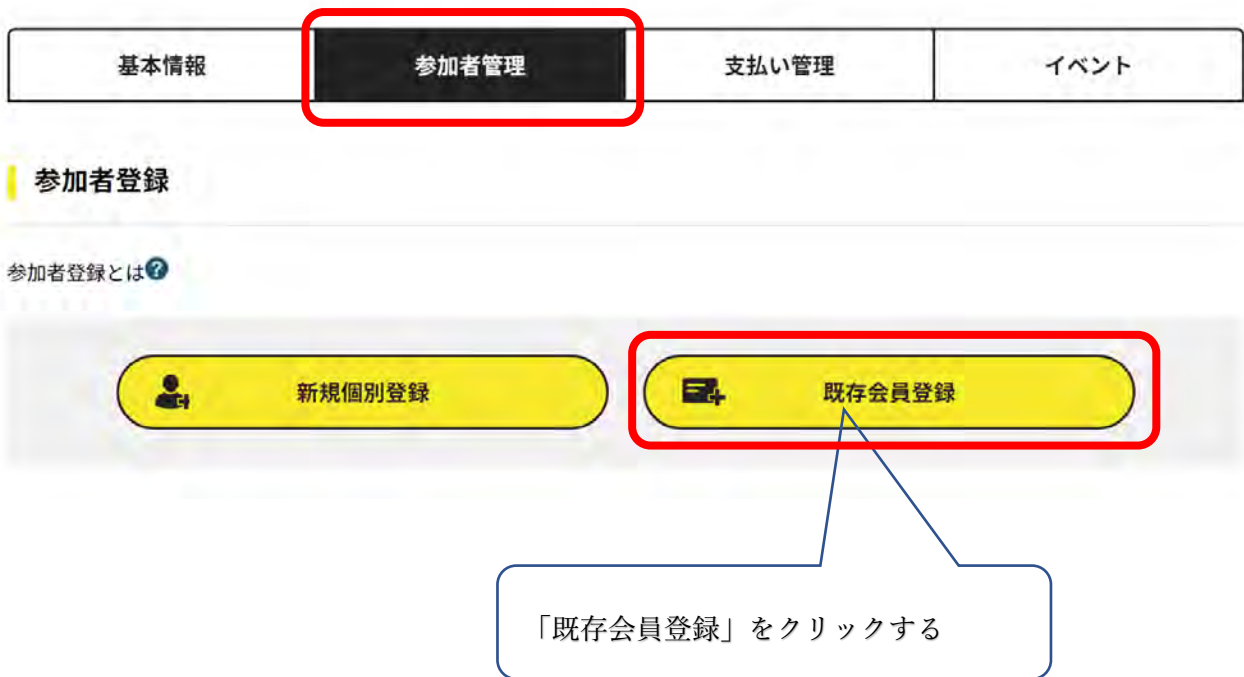 基本情報 参加者管理 支払い管理 イベント
参加者登録
参加者登録とは?
新規個別登録 既存会員登録
「既存会員登録」をクリックする